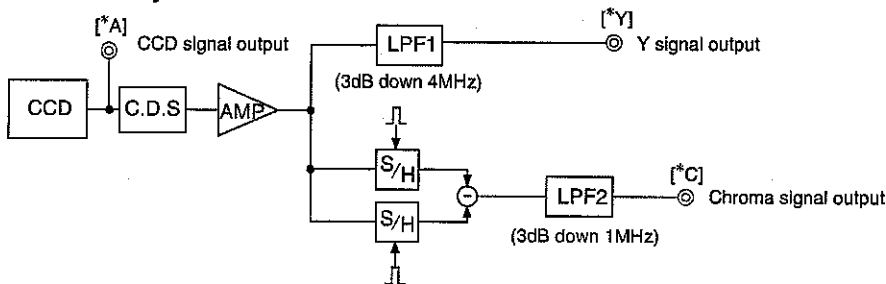 [*A]
CCD signal output
[*Y]
Y signal output
LPF1
(3dB down 4MHz)
CCD
C.D.S
AMP
S/H
S/H
LPF2
(3dB down 1MHz)
[*C]
Chroma signal output
−